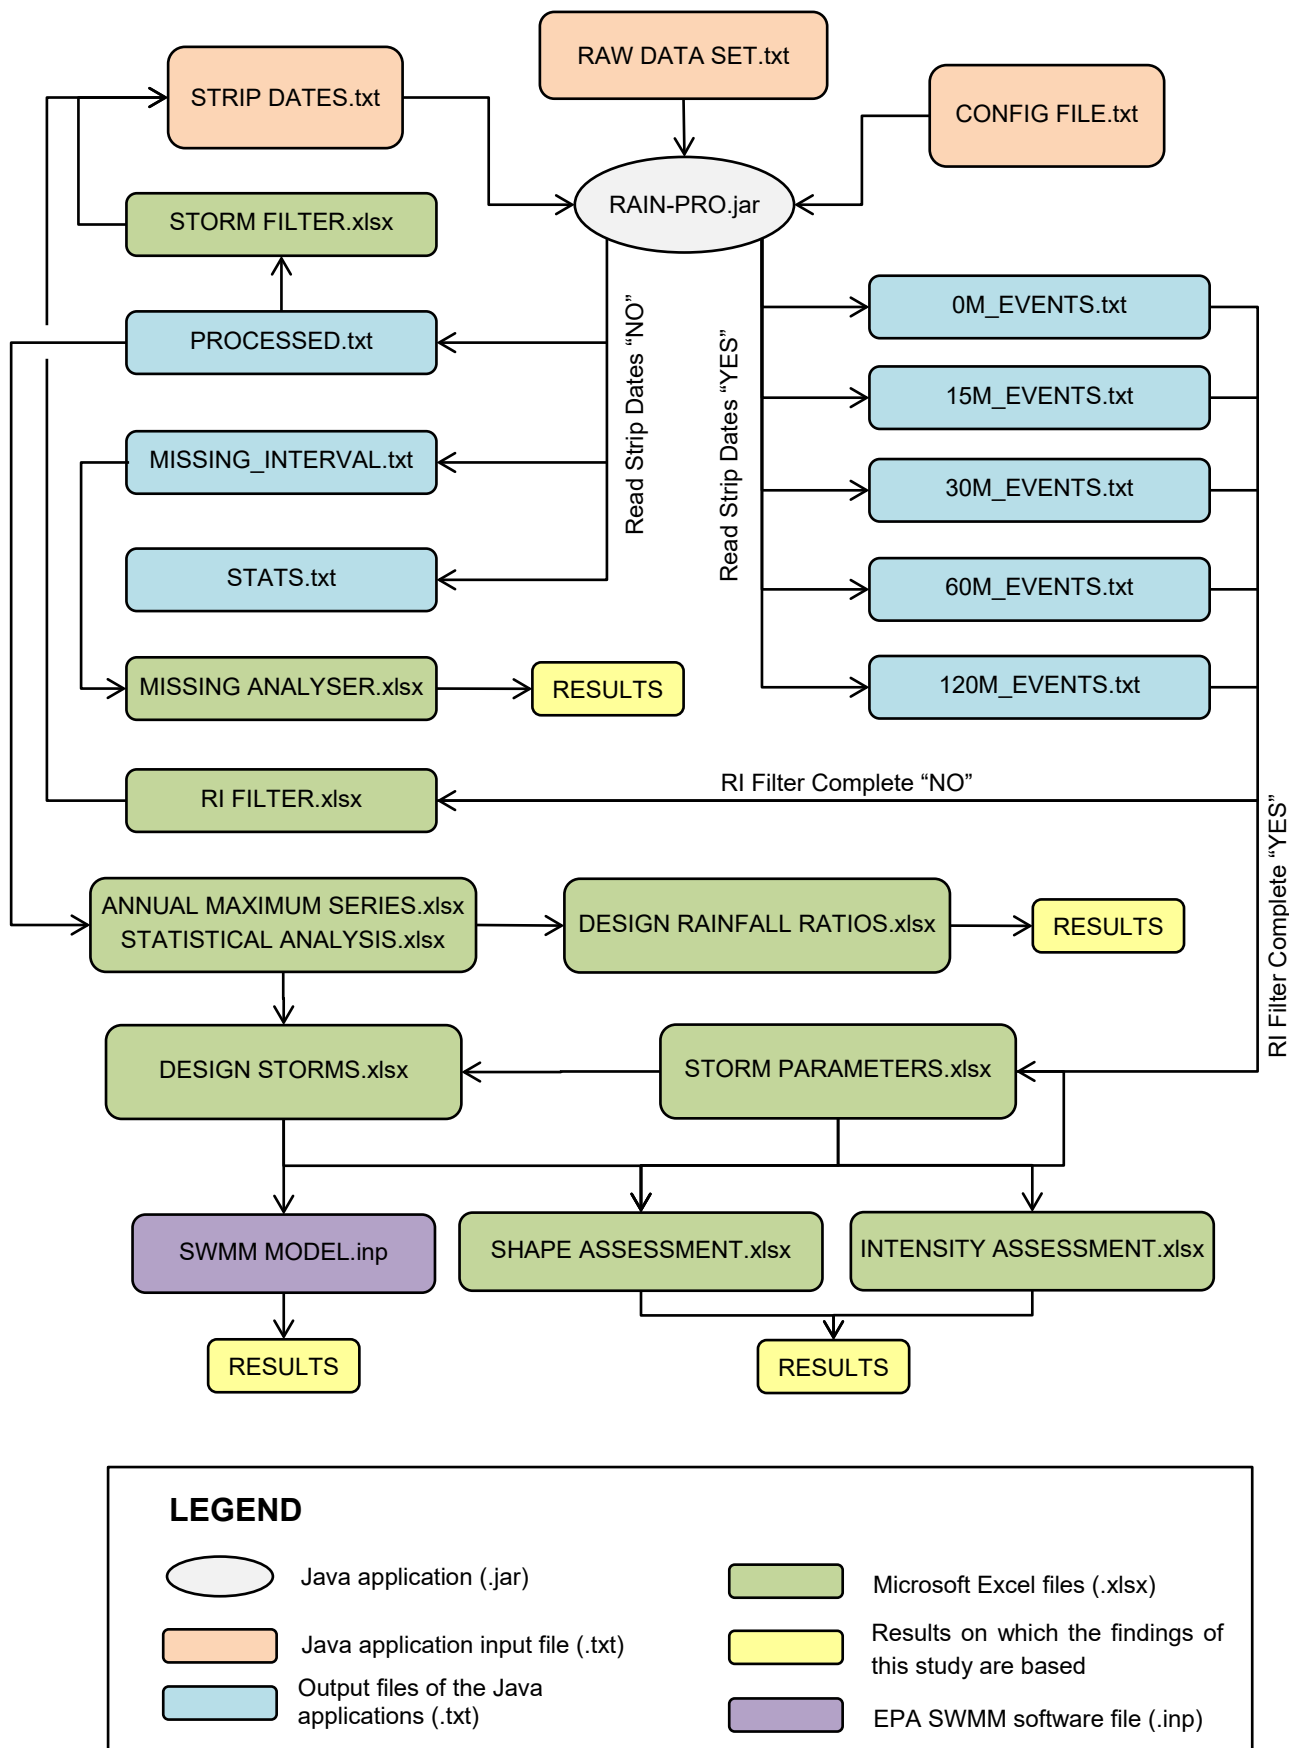 RAW DATA SET.txt
STRIP DATES.txt
CONFIG FILE.txt
RAIN-PRO.jar
STORM FILTER.xlsx
PROCESSED.txt
MISSING_INTERVAL.txt
STATS.txt
MISSING ANALYSER.xlsx
RESULTS
Read Strip Dates “NO”
Read Strip Dates “YES”
0M_EVENTS.txt
15M_EVENTS.txt
30M_EVENTS.txt
60M_EVENTS.txt
120M_EVENTS.txt
RI Filter Complete “NO”
RI FILTER.xlsx
RI Filter Complete “YES”
ANNUAL MAXIMUM SERIES.xlsx
STATISTICAL ANALYSIS.xlsx
DESIGN RAINFALL RATIOS.xlsx
RESULTS
DESIGN STORMS.xlsx
STORM PARAMETERS.xlsx
SWMM MODEL.inp
SHAPE ASSESSMENT.xlsx
INTENSITY ASSESSMENT.xlsx
RESULTS
RESULTS
LEGEND
Java application (.jar)
Java application input file (.txt)
Output files of the Java
applications (.txt)
Microsoft Excel files (.xlsx)
Results on which the findings of
this study are based
EPA SWMM software file (.inp)